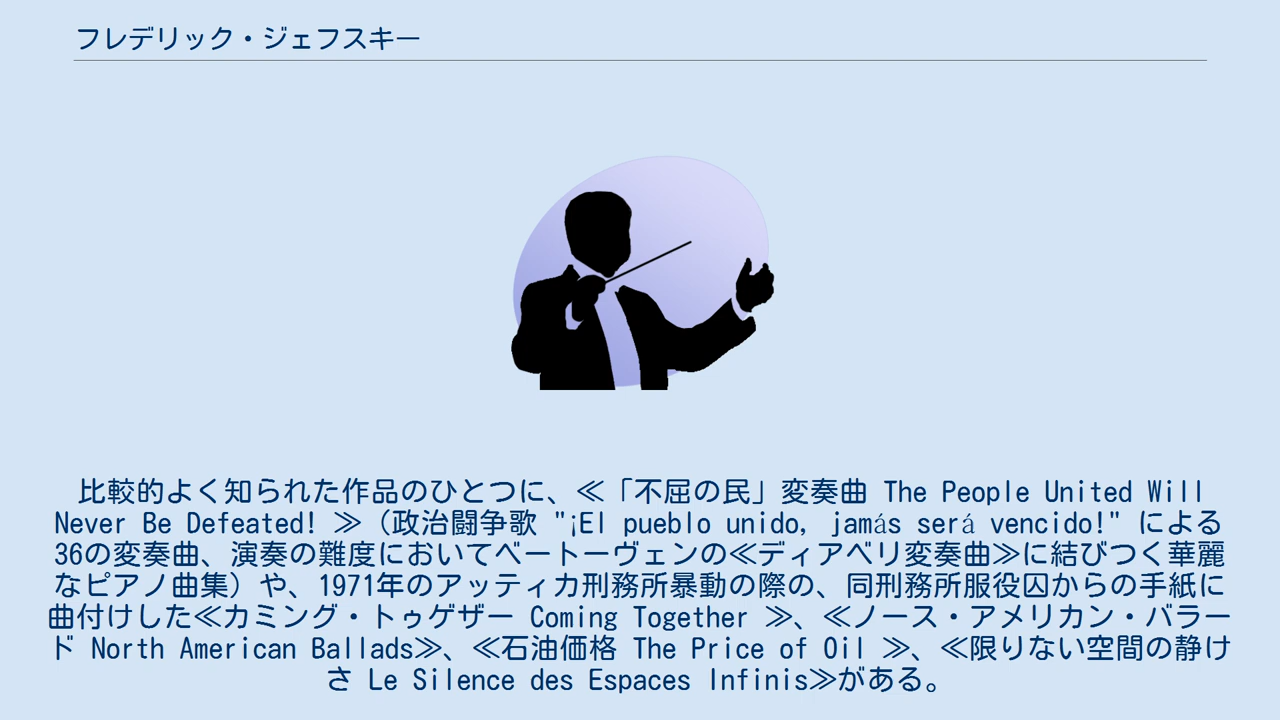 フレデリック・ジェフスキー
比較的よく知られた作品のひとつに、≪「不屈の民」変奏曲 The People United Will
Never Be Defeated! ≫（政治闘争歌 "¡El pueblo unido, jamás será vencido!" による
36の変奏曲、演奏の難度においてベートーヴェンの≪ディアベリ変奏曲≫に結びつく華麗
なピアノ曲集）や、1971年のアッティカ刑務所暴動の際の、同刑務所服役囚からの手紙に
曲付けした≪カミング・トゥゲザー Coming Together ≫、≪ノース・アメリカン・バラー
ド North American Ballads≫、≪石油価格 The Price of Oil ≫、≪限りない空間の静け
さ Le Silence des Espaces Infinis≫がある。